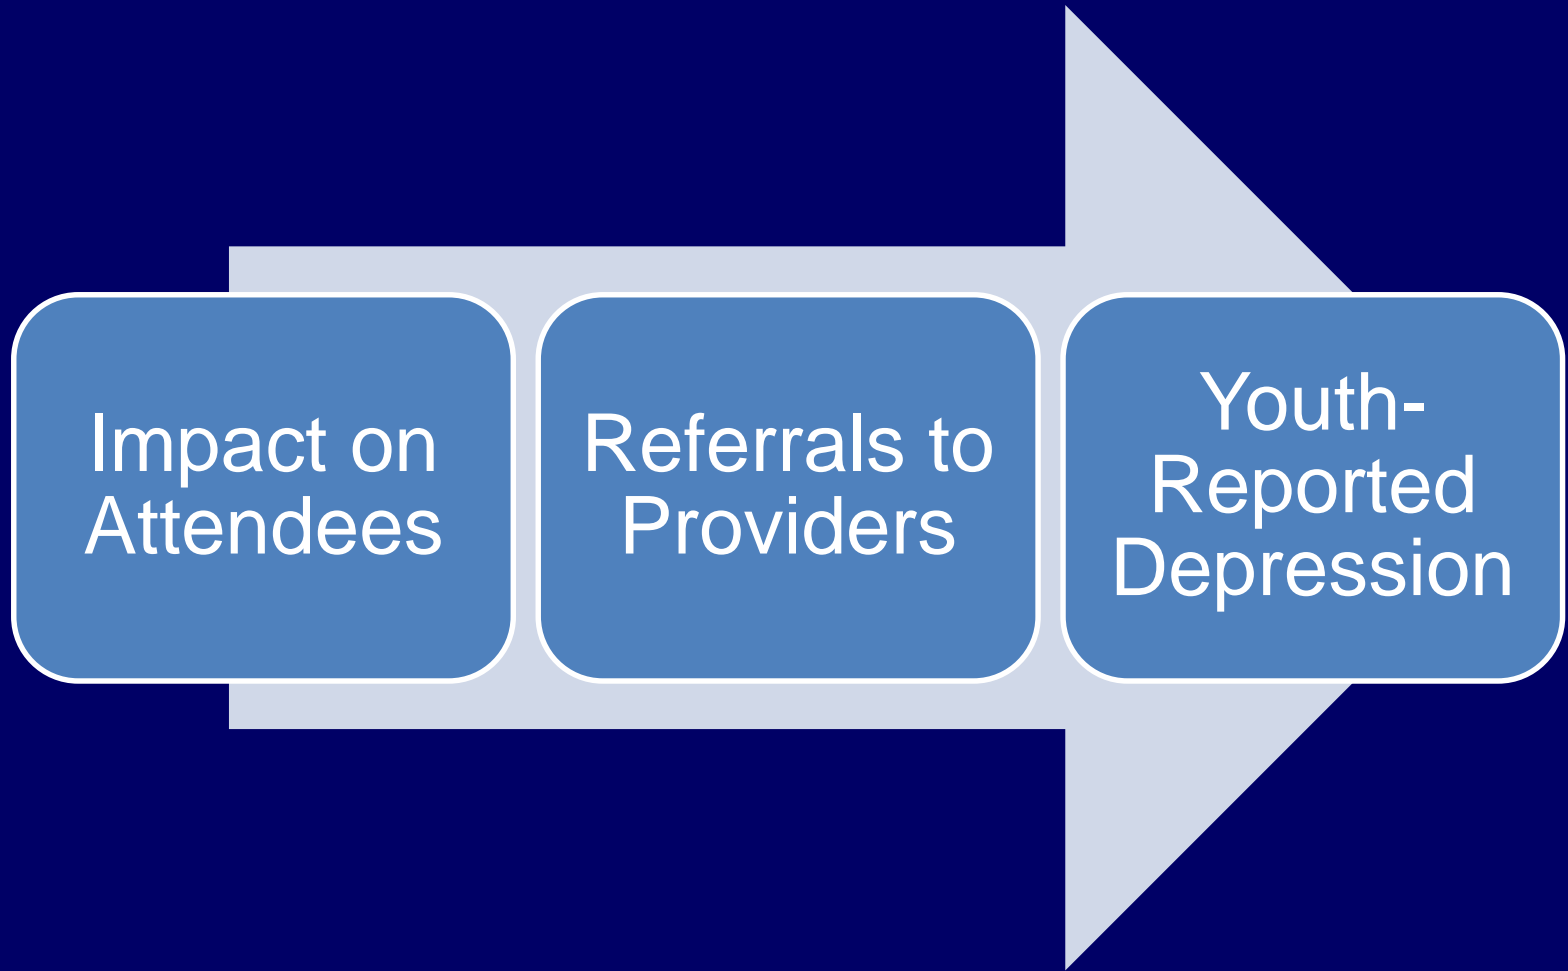 Impact on
Attendees
Referrals to
Providers
Youth-
Reported
Depression